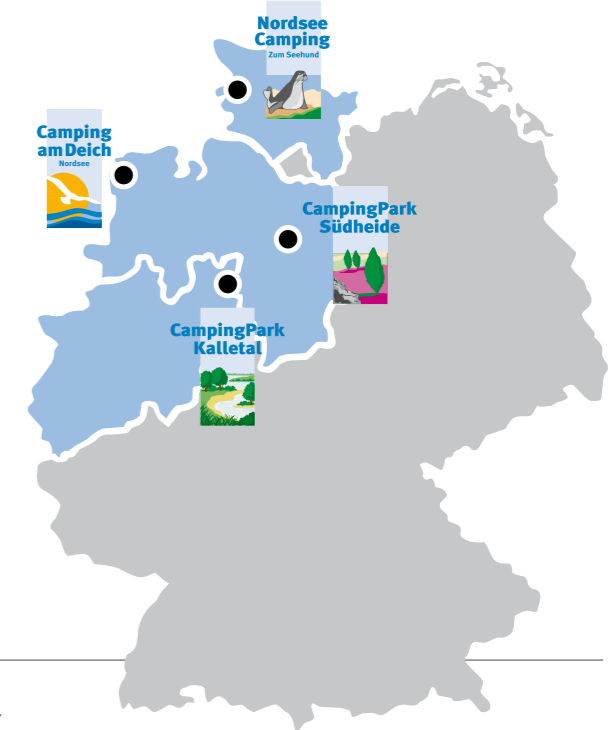 Nordsee
Camping
Zum Seehund
Camping
am Deich
Nordsee
CampingPark
Südheide
CampingPark
Kalletal